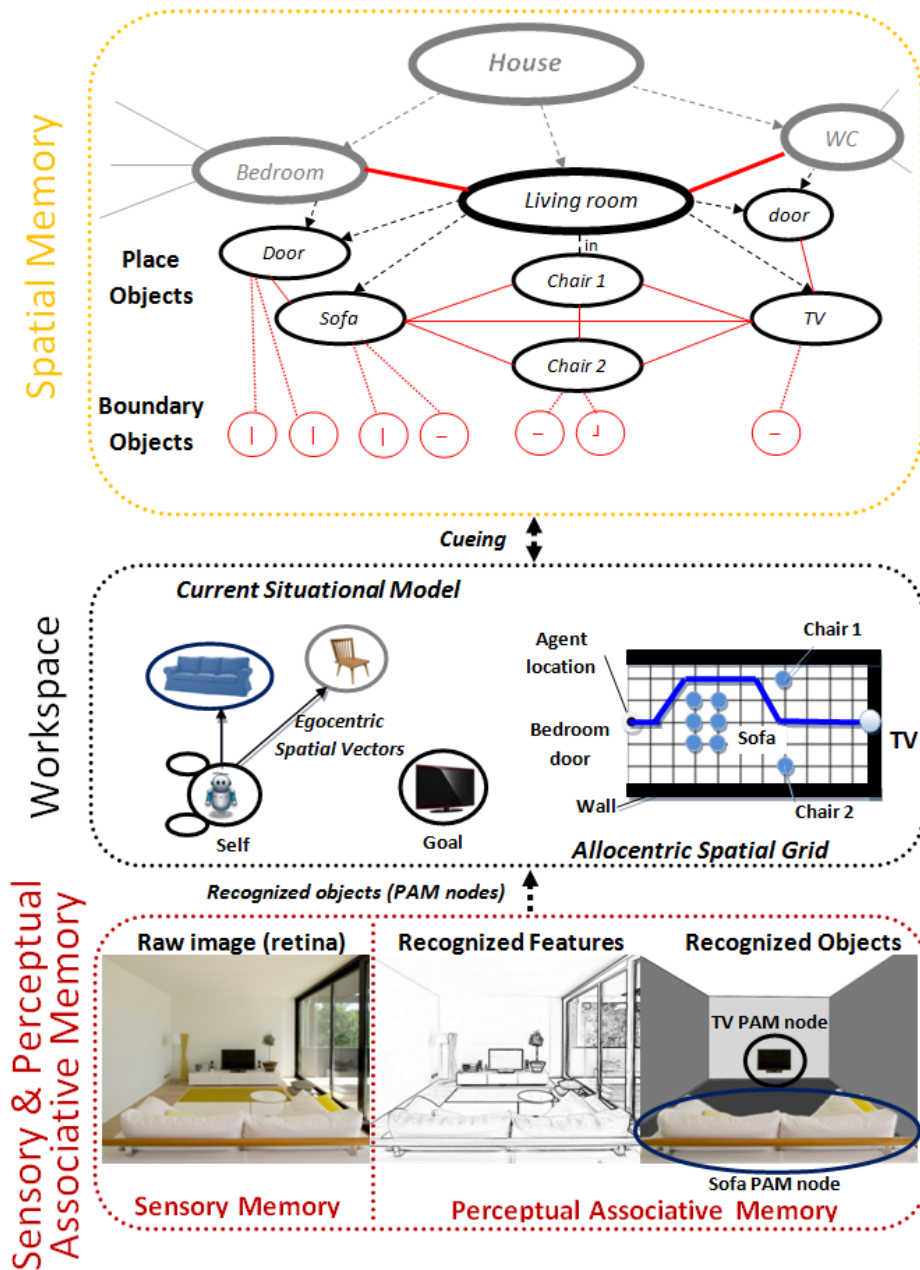 Spatial Memory
House
Bedroom
WC
Living room
door
Door
in
Place
Objects
Chair 1
Sofa
TV
Chair 2
Boundary
Objects
| | | – – ┘ –
Cueing
Workspace
Current Situational Model
Egocentric
Spatial Vectors
Self
Goal
Agent
location
Chair 1
Bedroom
door
Sofa
TV
Wall
Chair 2
Allocentric Spatial Grid
Recognized objects (PAM nodes)
Sensory & Perceptual
Associative Memory
Raw image (retina)
Recognized Features
Recognized Objects
TV PAM node
Sofa PAM node
Sensory Memory
Perceptual Associative Memory